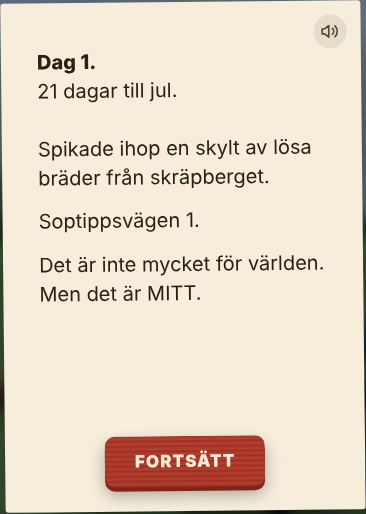 Dag 1.
21 dagar till jul.
Spikade ihop en skylt av lösa
bräder från skräpberget.
Soptippsvägen 1.
Det är inte mycket för världen.
Men det är MITT.
FORTSÄTT